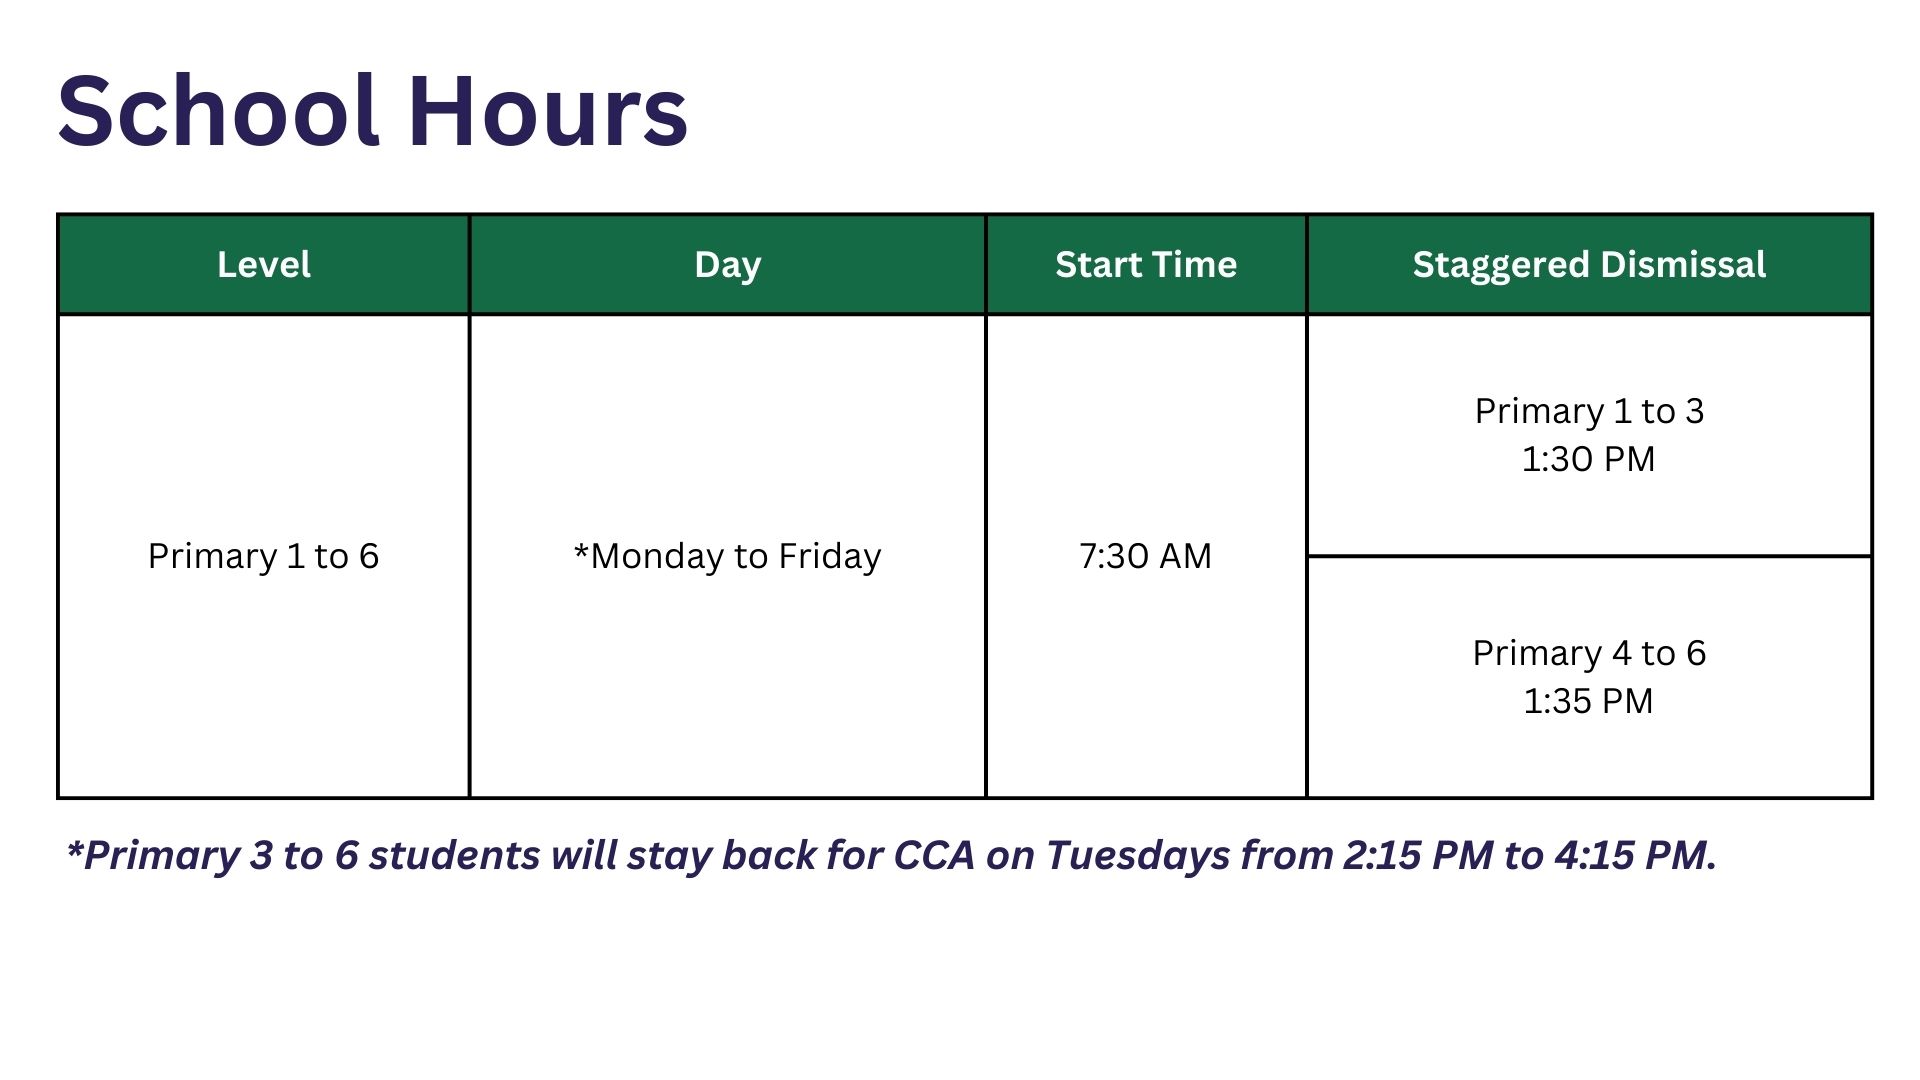 School Hours
Level
Day
Start Time
Staggered Dismissal
Primary 1 to 6
*Monday to Friday
7:30 AM
Primary 1 to 3
1:30 PM
Primary 4 to 6
1:35 PM
*Primary 3 to 6 students will stay back for CCA on Tuesdays from 2:15 PM to 4:15 PM.